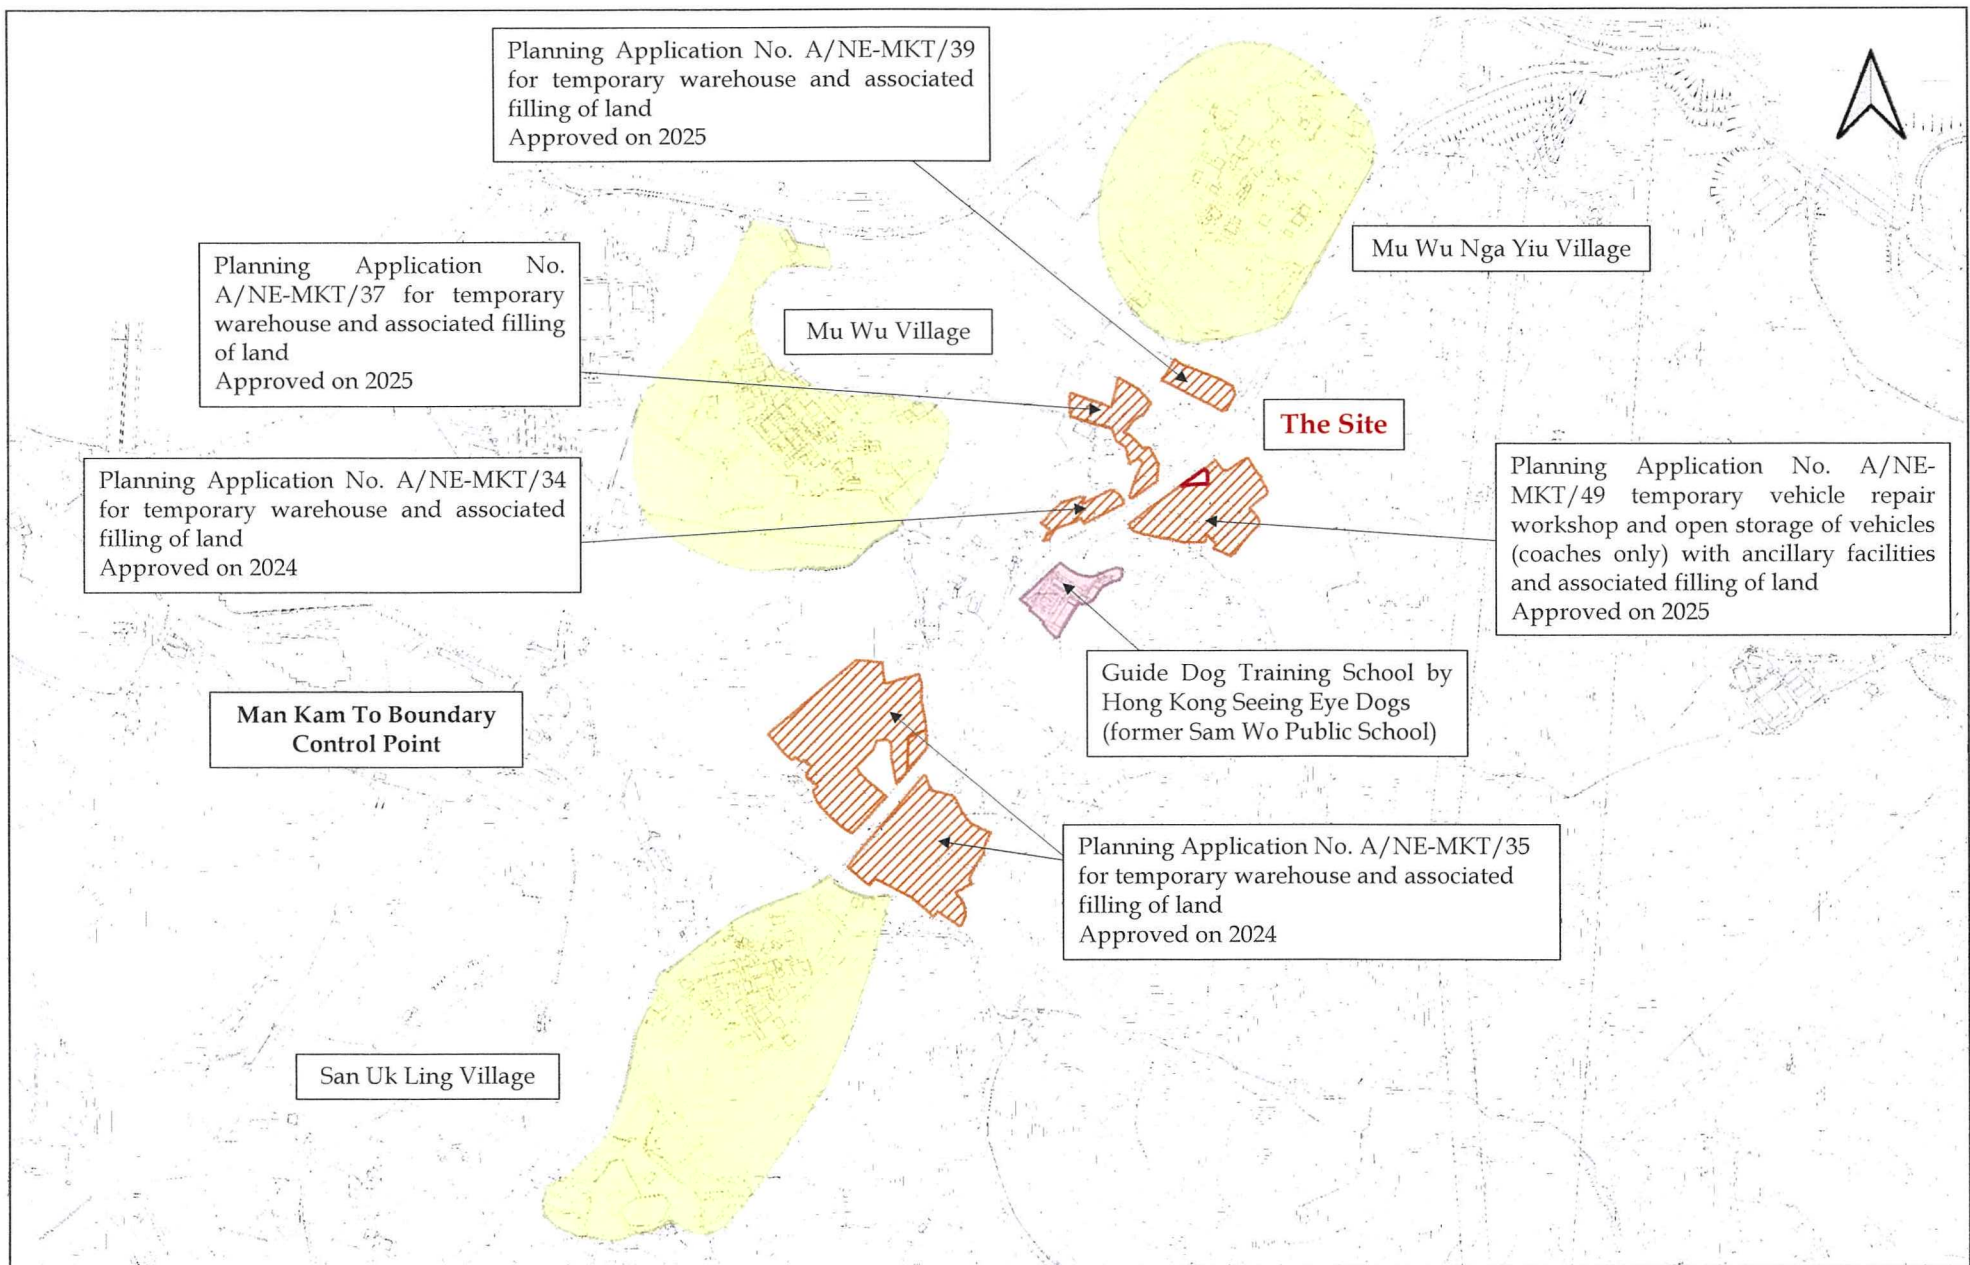 Planning Application No. A/NE-MKT/39
for temporary warehouse and associated
filling of land
Approved on 2025
Mu Wu Nga Yiu Village
Planning Application No.
A/NE-MKT/37 for temporary
warehouse and associated filling
of land
Approved on 2025
Mu Wu Village
The Site
Planning Application No. A/NE-MKT/34
for temporary warehouse and associated
filling of land
Approved on 2024
Planning Application No. A/NE-
MKT/49 temporary vehicle repair
workshop and open storage of vehicles
(coaches only) with ancillary facilities
and associated filling of land
Approved on 2025
Guide Dog Training School by
Hong Kong Seeing Eye Dogs
(former Sam Wo Public School)
Man Kam To Boundary
Control Point
Planning Application No. A/NE-MKT/35
for temporary warehouse and associated
filling of land
Approved on 2024
San Uk Ling Village